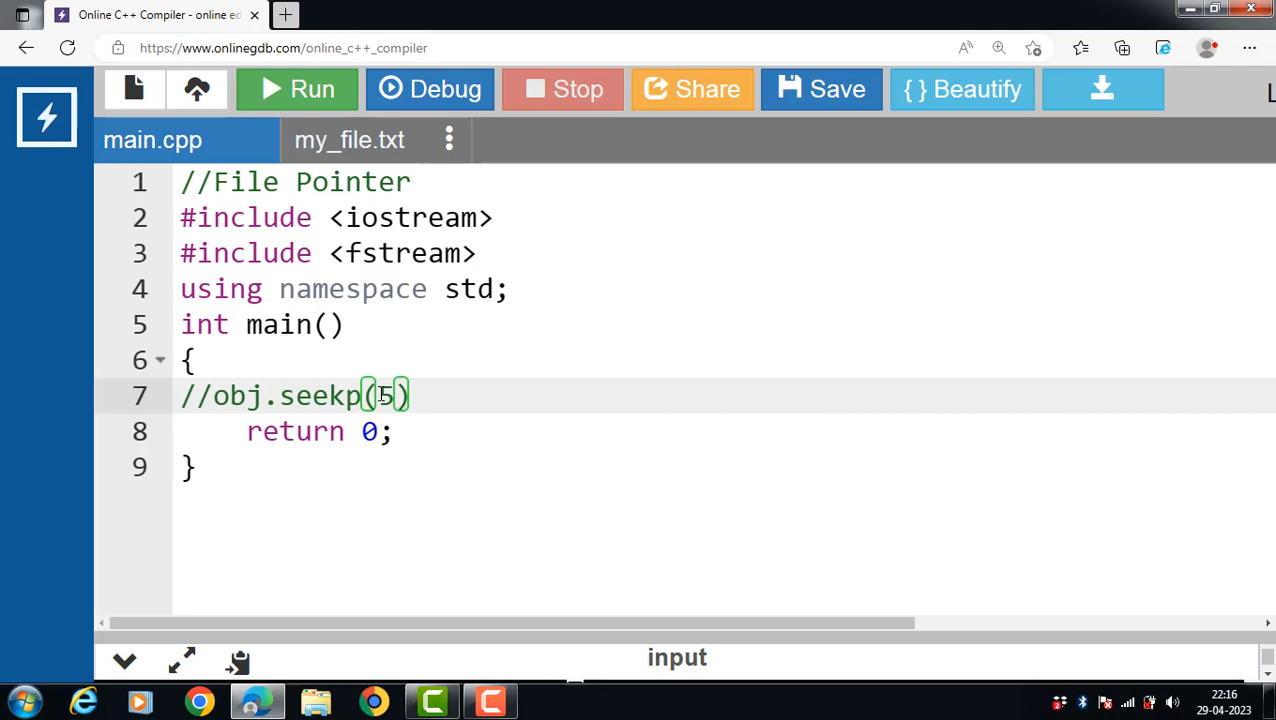 Online C++ Compiler - online ed
https://www.onlinegdb.com/online_c++_compiler
Run Debug Stop Share Save { } Beautify
main.cpp my_file.txt
1 //File Pointer
2 #include <iostream>
3 #include <fstream>
4 using namespace std;
5 int main()
6 {
7 //obj.seekp(5)
8 return 0;
9 }
input
22:16
29-04-2023